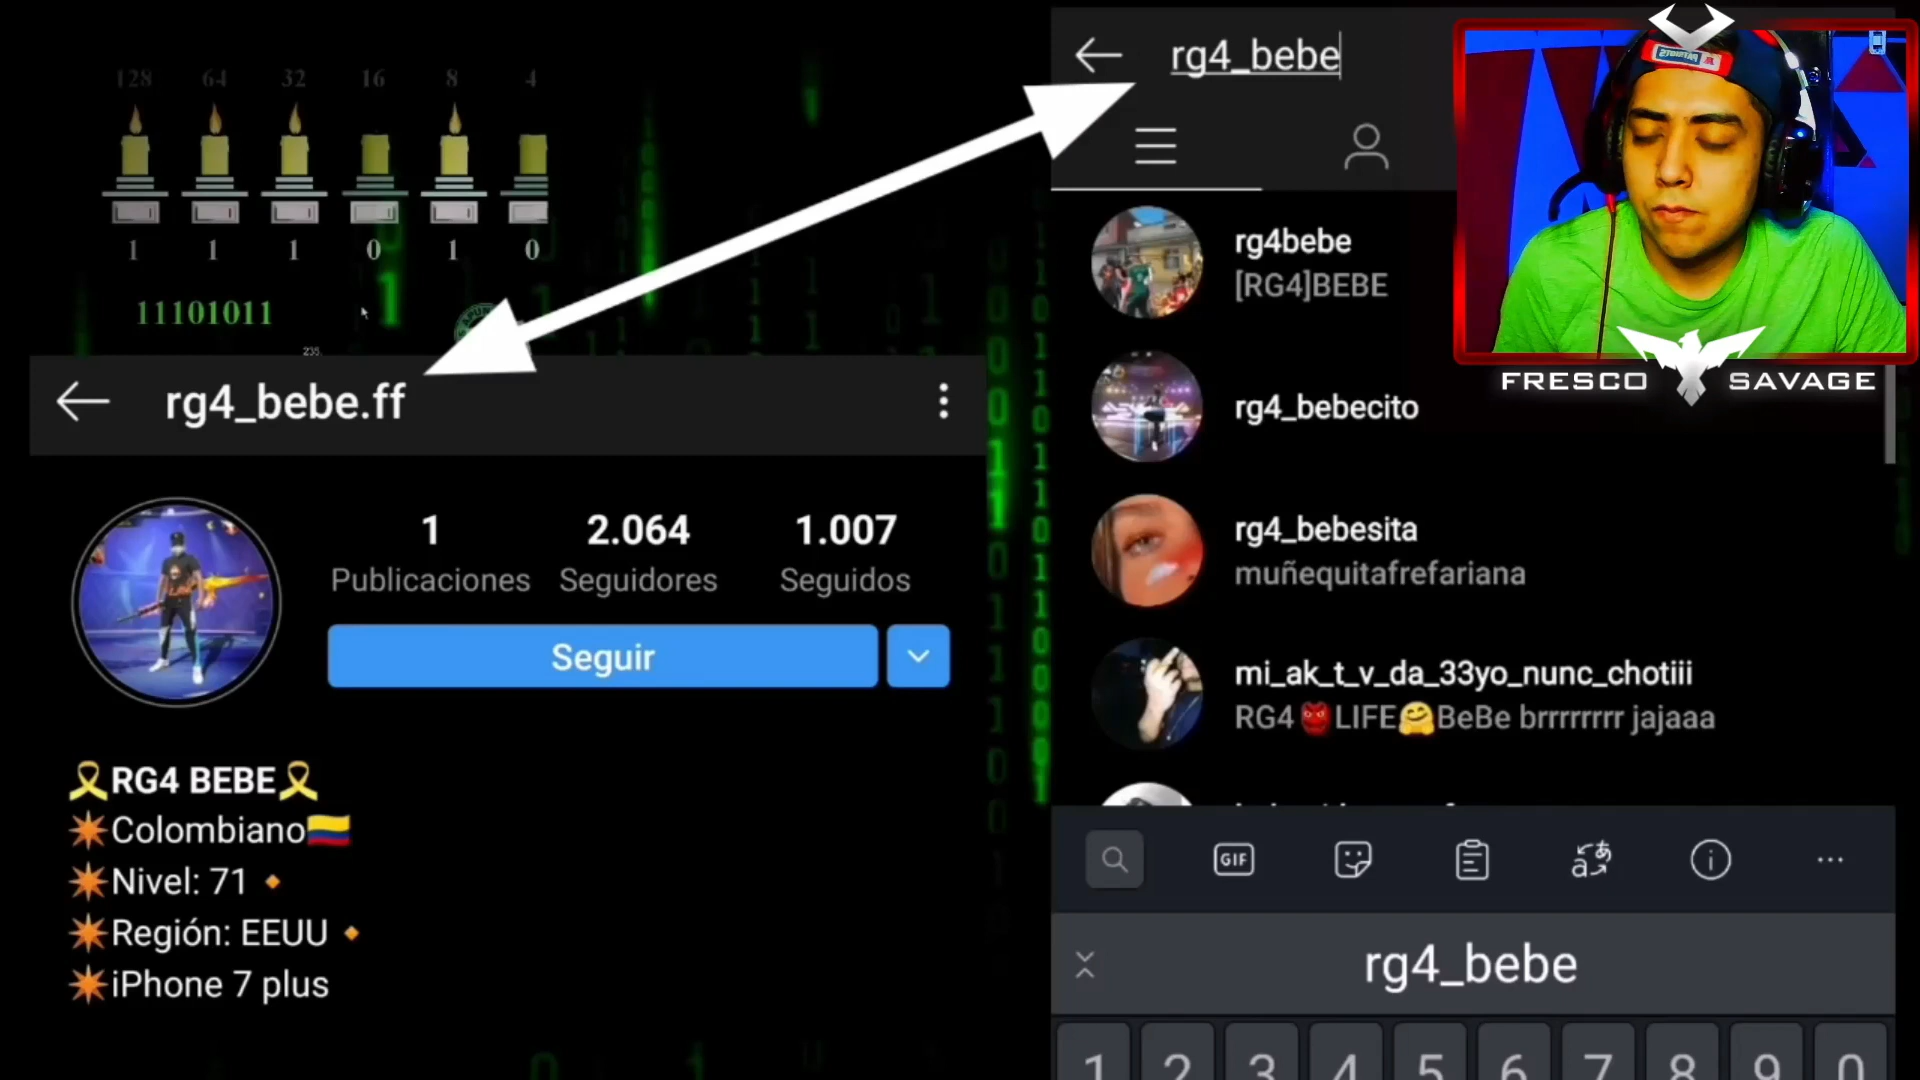 128 64 32 16 8 4
1 1 1 0 1 0
11101011
235
rg4_bebe.ff
1 2.064 1.007
Publicaciones Seguidores Seguidos
Seguir
🎗RG4 BEBE🎗
✴Colombiano🇨🇴
✴Nivel: 71🔸
✴Región: EEUU🔸
✴iPhone 7 plus
rg4_bebe
rg4bebe
[RG4]BEBE
rg4_bebecito
rg4_bebesita
muñequitafrefariana
mi_ak_t_v_da_33yo_nunc_chotiii
RG4👹LIFE🤗BeBe brrrrrrrr jajaaa
GIF
rg4_bebe
1 2 3 4 5 6 7 8 9 0
FRESCO SAVAGE